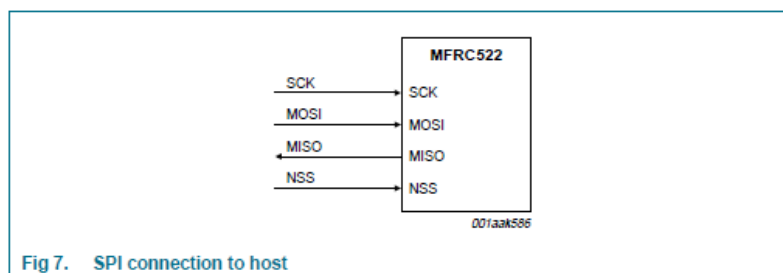 MFRC522
SCK SCK
MOSI MOSI
MISO MISO
NSS NSS
001aak586
Fig 7. SPI connection to host